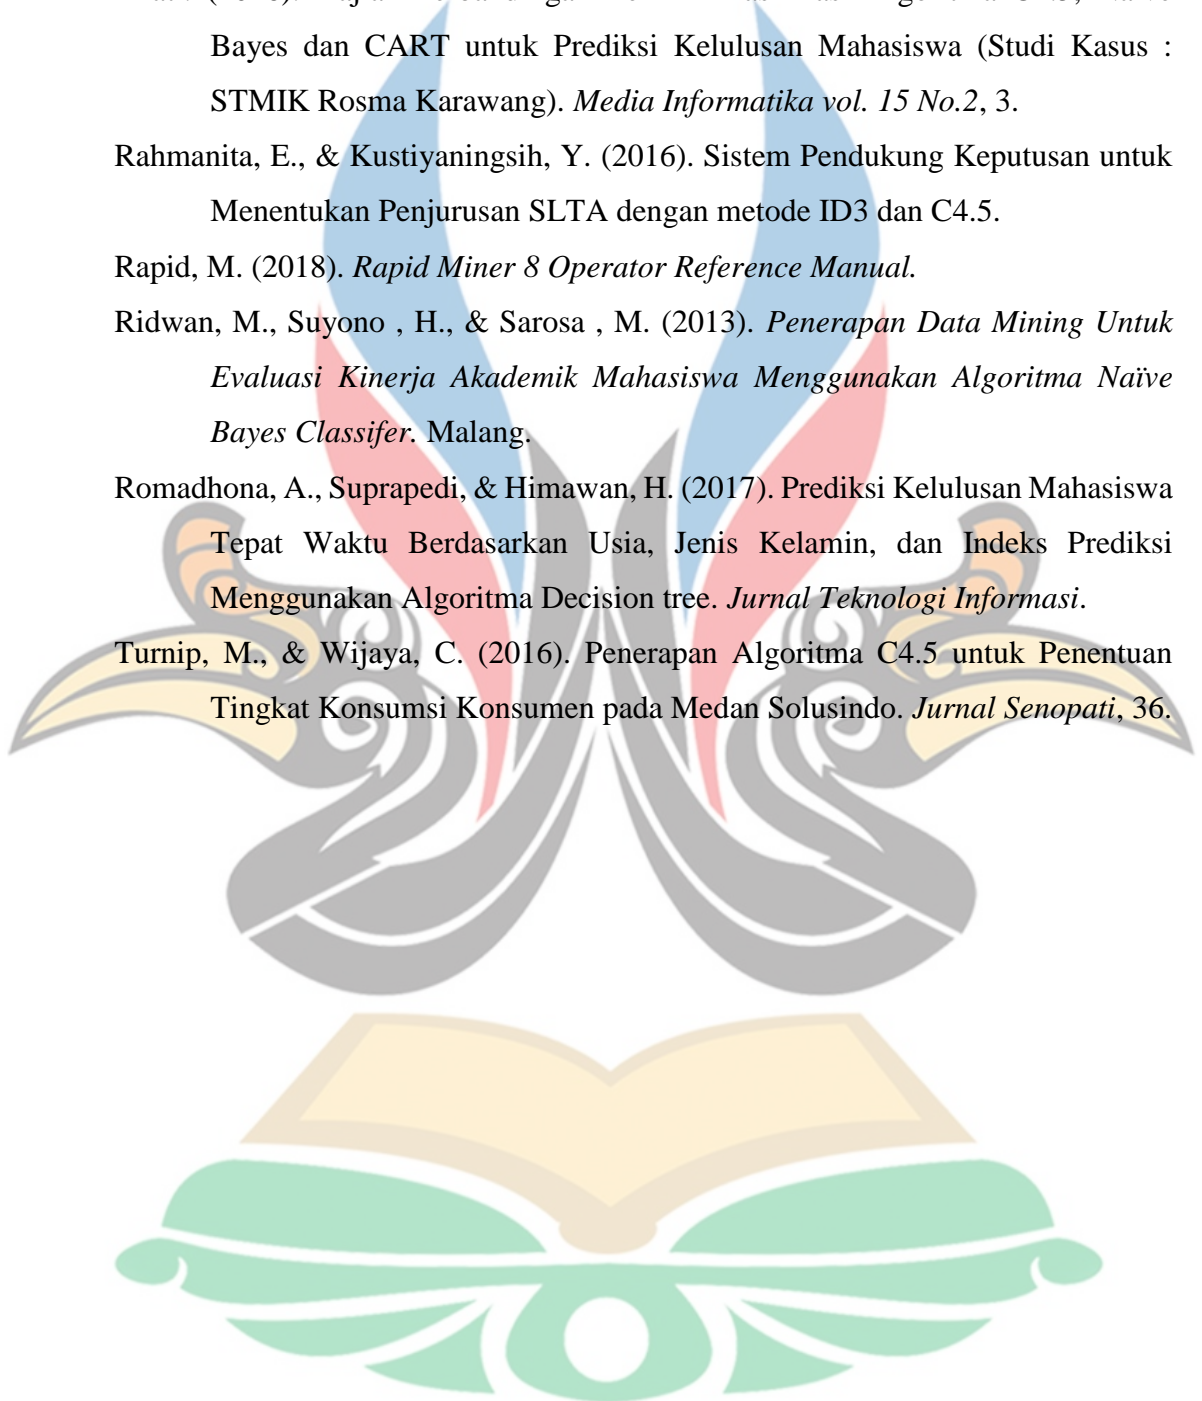 Bayes dan CART untuk Prediksi Kelulusan Mahasiswa (Studi Kasus :
STMIK Rosma Karawang). Media Informatika vol. 15 No.2, 3.
Rahmanita, E., & Kustiyaningsih, Y. (2016). Sistem Pendukung Keputusan untuk
Menentukan Penjurusan SLTA dengan metode ID3 dan C4.5.
Rapid, M. (2018). Rapid Miner 8 Operator Reference Manual.
Ridwan, M., Suyono , H., & Sarosa , M. (2013). Penerapan Data Mining Untuk
Evaluasi Kinerja Akademik Mahasiswa Menggunakan Algoritma Naïve
Bayes Classifer. Malang.
Romadhona, A., Suprapedi, & Himawan, H. (2017). Prediksi Kelulusan Mahasiswa
Tepat Waktu Berdasarkan Usia, Jenis Kelamin, dan Indeks Prediksi
Menggunakan Algoritma Decision tree. Jurnal Teknologi Informasi.
Turnip, M., & Wijaya, C. (2016). Penerapan Algoritma C4.5 untuk Penentuan
Tingkat Konsumsi Konsumen pada Medan Solusindo. Jurnal Senopati, 36.